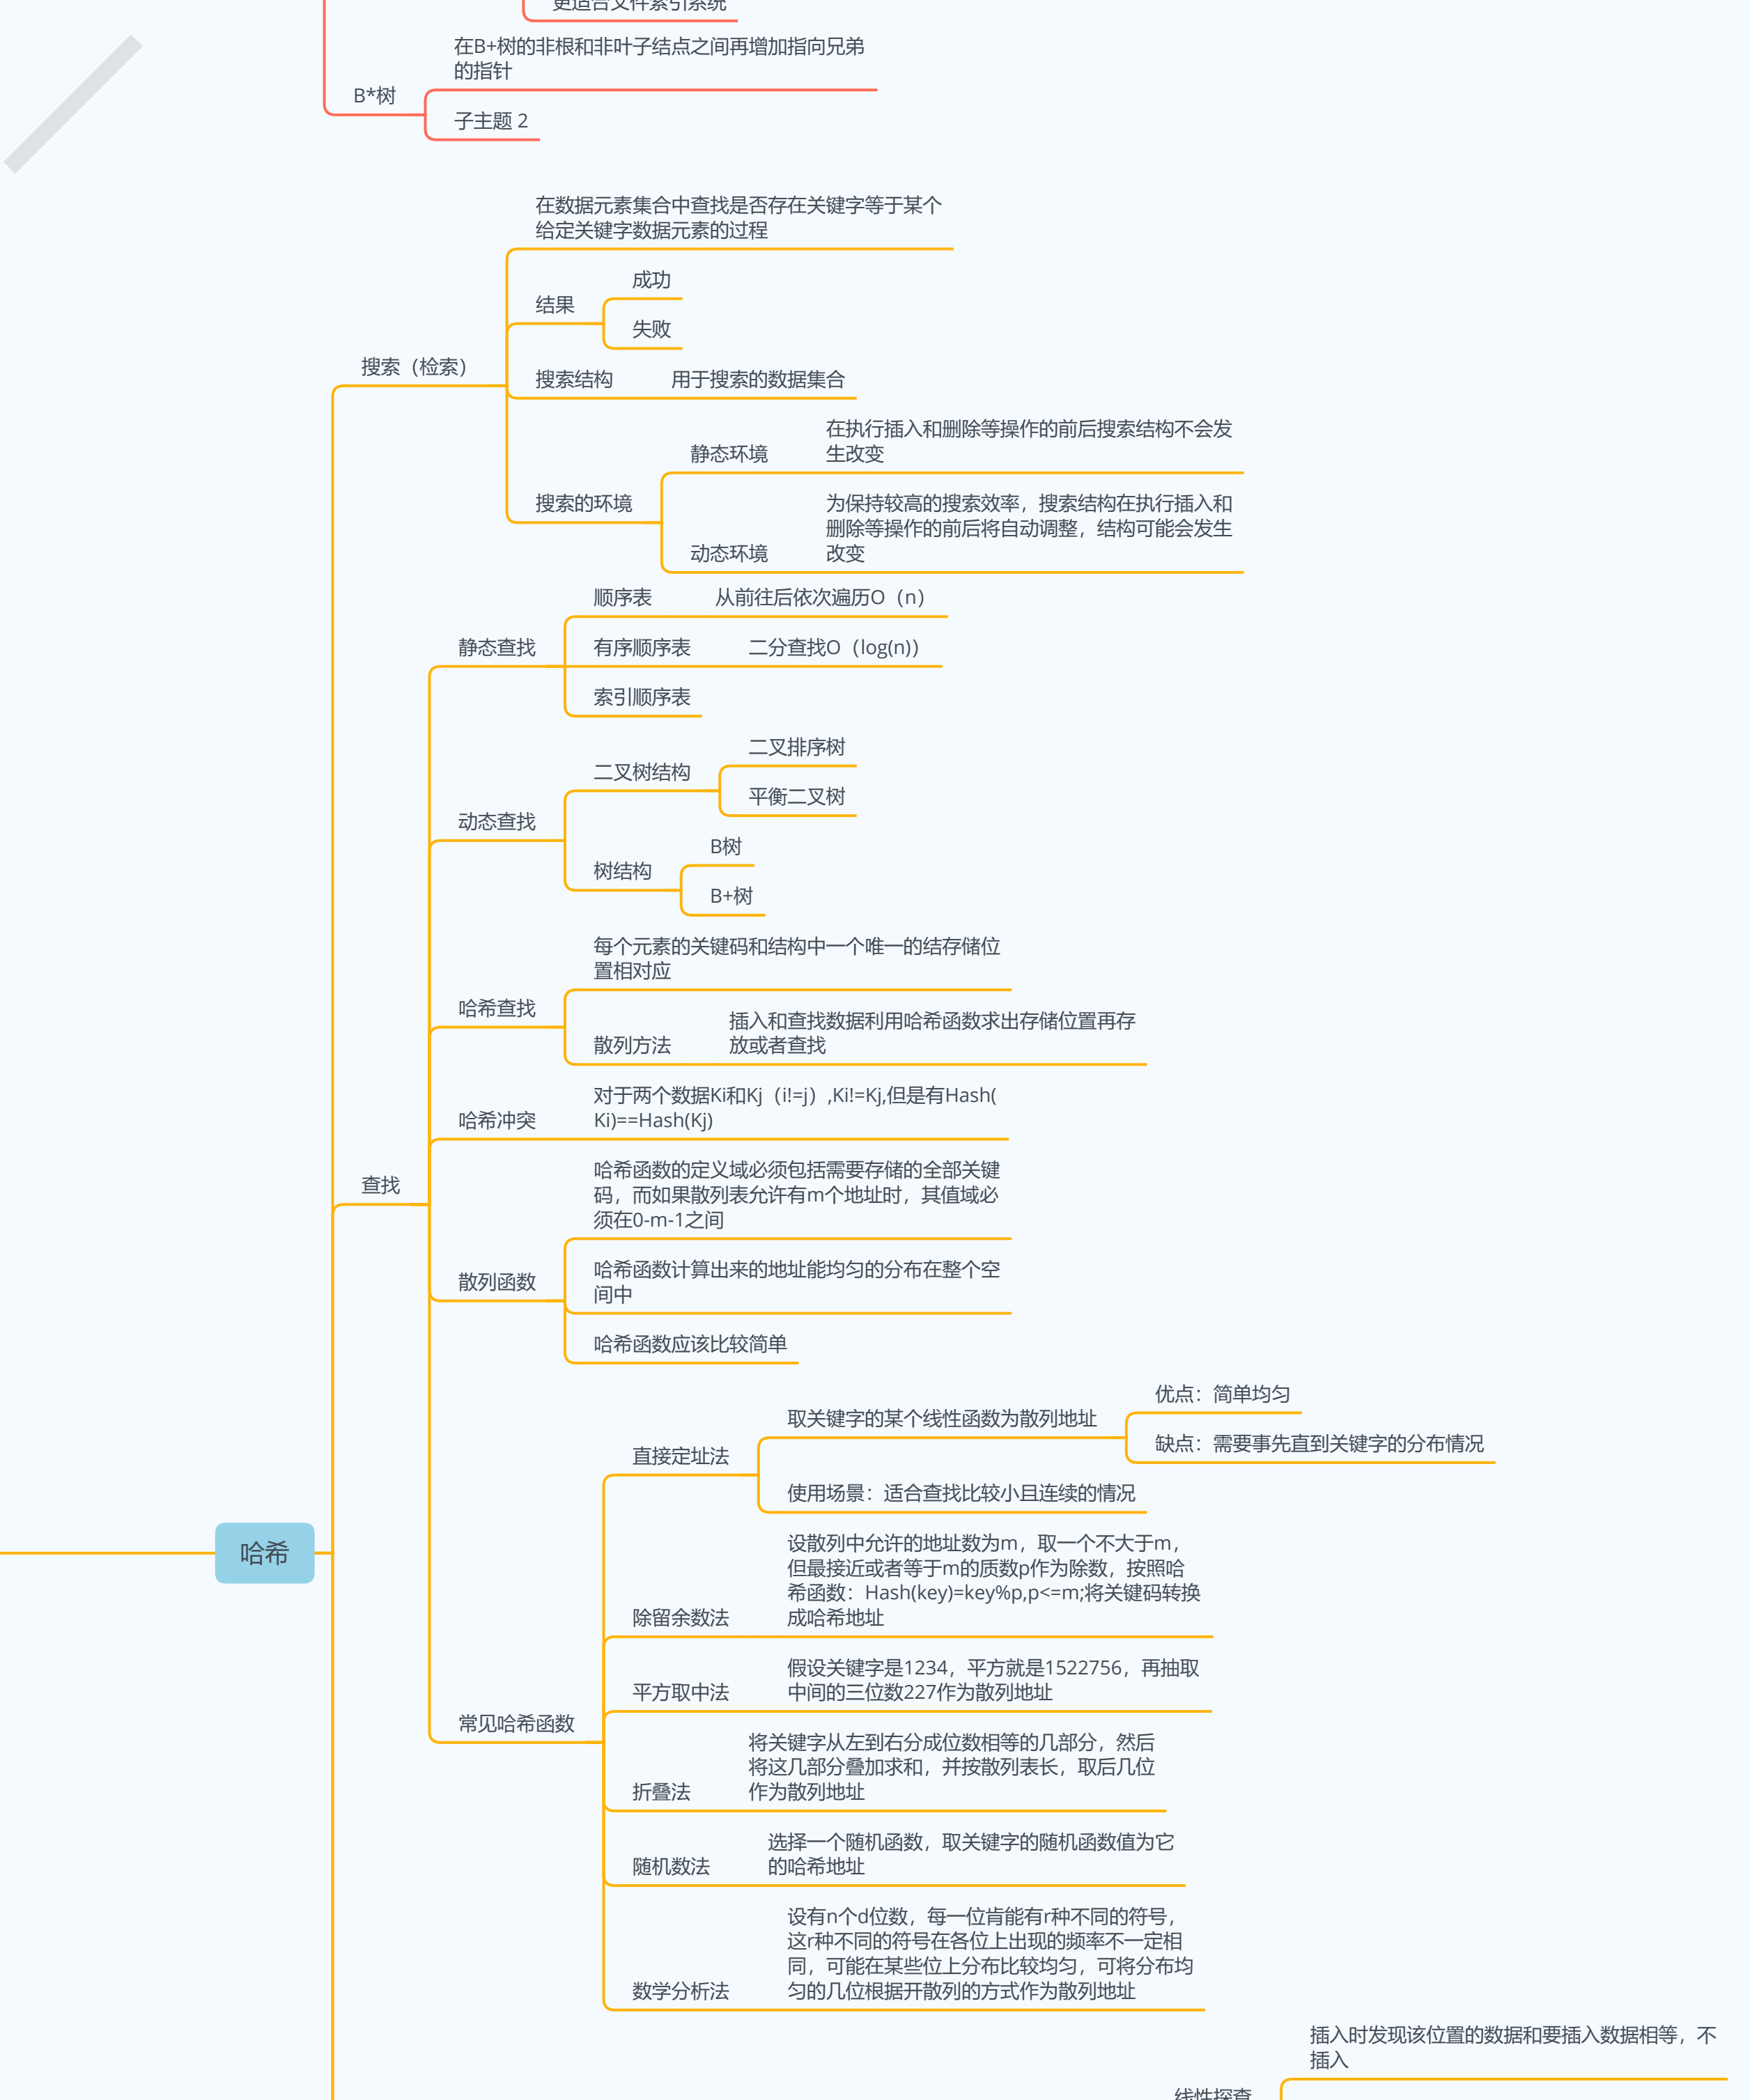 更适合文件索引系统
在B+树的非根和非叶子结点之间再增加指向兄弟
的指针
B*树
子主题 2
在数据元素集合中查找是否存在关键字等于某个
给定关键字数据元素的过程
成功
结果
失败
搜索（检索）
搜索结构
用于搜索的数据集合
在执行插入和删除等操作的前后搜索结构不会发
生改变
静态环境
搜索的环境
为保持较高的搜索效率，搜索结构在执行插入和
删除等操作的前后将自动调整，结构可能会发生
改变
动态环境
顺序表
从前往后依次遍历O（n）
静态查找
有序顺序表
二分查找O（log(n)）
索引顺序表
二叉排序树
二叉树结构
平衡二叉树
动态查找
B树
树结构
B+树
每个元素的关键码和结构中一个唯一的结存储位
置相对应
哈希查找
插入和查找数据利用哈希函数求出存储位置再存
放或者查找
散列方法
对于两个数据Ki和Kj（i!=j）,Ki!=Kj,但是有Hash(
Ki)==Hash(Kj)
哈希冲突
查找
哈希函数的定义域必须包括需要存储的全部关键
码，而如果散列表允许有m个地址时，其值域必
须在0-m-1之间
散列函数
哈希函数计算出来的地址能均匀的分布在整个空
间中
哈希函数应该比较简单
优点：简单均匀
取关键字的某个线性函数为散列地址
缺点：需要事先直到关键字的分布情况
直接定址法
使用场景：适合查找比较小且连续的情况
哈希
设散列中允许的地址数为m，取一个不大于m，
但最接近或者等于m的质数p作为除数，按照哈
希函数：Hash(key)=key%p,p<=m;将关键码转换
成哈希地址
除留余数法
假设关键字是1234，平方就是1522756，再抽取
中间的三位数227作为散列地址
平方取中法
常见哈希函数
将关键字从左到右分成位数相等的几部分，然后
将这几部分叠加求和，并按散列表长，取后几位
作为散列地址
折叠法
选择一个随机函数，取关键字的随机函数值为它
的哈希地址
随机数法
设有n个d位数，每一位肯能有r种不同的符号，
这r种不同的符号在各位上出现的频率不一定相
同，可能在某些位上分布比较均匀，可将分布均
匀的几位根据开散列的方式作为散列地址
数学分析法
插入时发现该位置的数据和要插入数据相等，不
插入
线性探查